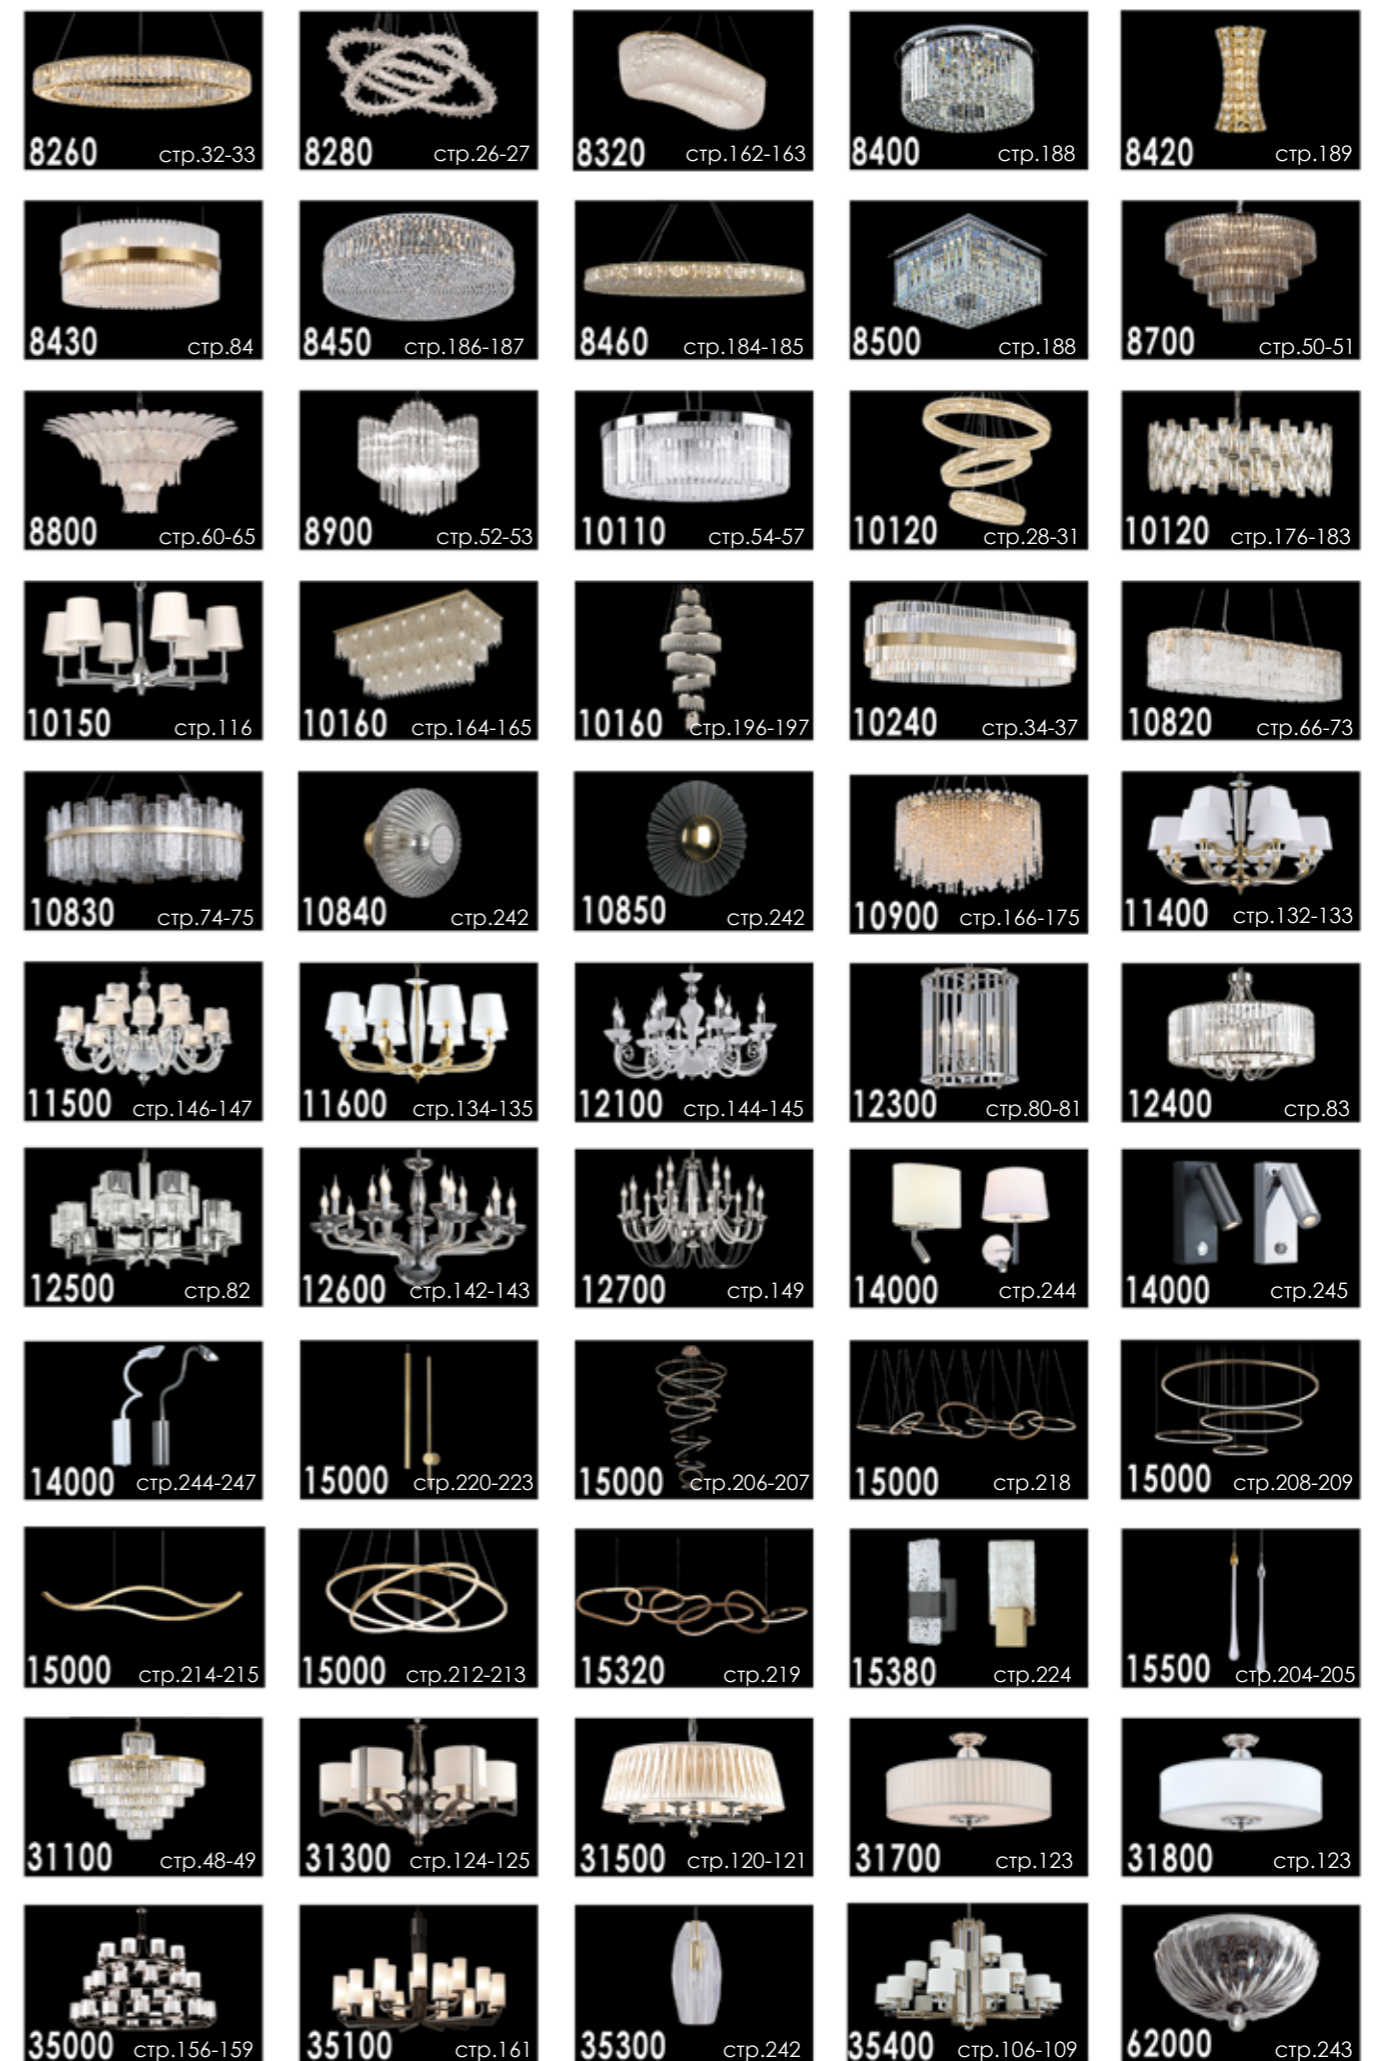 8260 стр.32-33
8280 стр.26-27
8320 стр.162-163
8400 стр.188
8420 стр.189
8430 стр.84
8450 стр.186-187
8460 стр.184-185
8500 стр.188
8700 стр.50-51
8800 стр.60-65
8900 стр.52-53
10110 стр.54-57
10120 стр.28-31
10120 стр.176-183
10150 стр.116
10160 стр.164-165
10160 стр.196-197
10240 стр.34-37
10820 стр.66-73
10830 стр.74-75
10840 стр.242
10850 стр.242
10900 стр.166-175
11400 стр.132-133
11500 стр.146-147
11600 стр.134-135
12100 стр.144-145
12300 стр.80-81
12400 стр.83
12500 стр.82
12600 стр.142-143
12700 стр.149
14000 стр.244
14000 стр.245
14000 стр.244-247
15000 стр.220-223
15000 стр.206-207
15000 стр.218
15000 стр.208-209
15000 стр.214-215
15000 стр.212-213
15320 стр.219
15380 стр.224
15500 стр.204-205
31100 стр.48-49
31300 стр.124-125
31500 стр.120-121
31700 стр.123
31800 стр.123
35000 стр.156-159
35100 стр.161
35300 стр.242
35400 стр.106-109
62000 стр.243